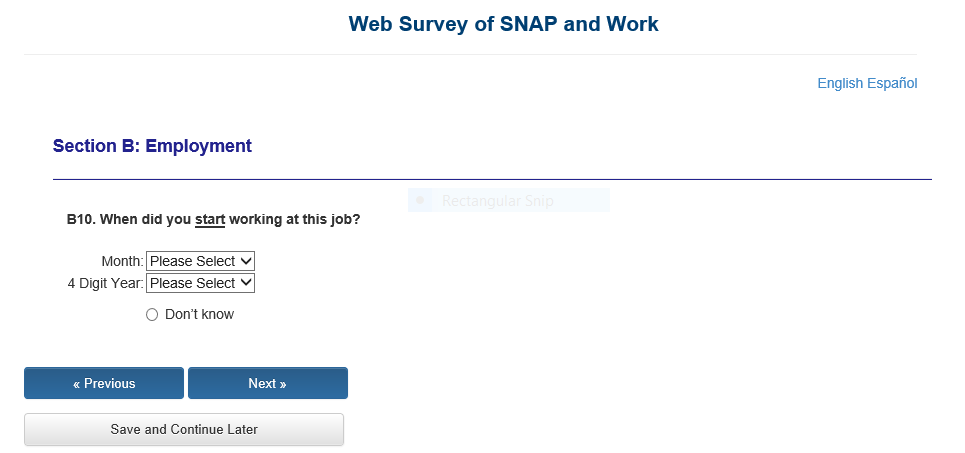 Web Survey of SNAP and Work
English Español
Section B: Employment
Rectangular Snip
B10. When did you start working at this job?
Month: Please Select
4 Digit Year: Please Select
Don't know
« Previous Next »
Save and Continue Later